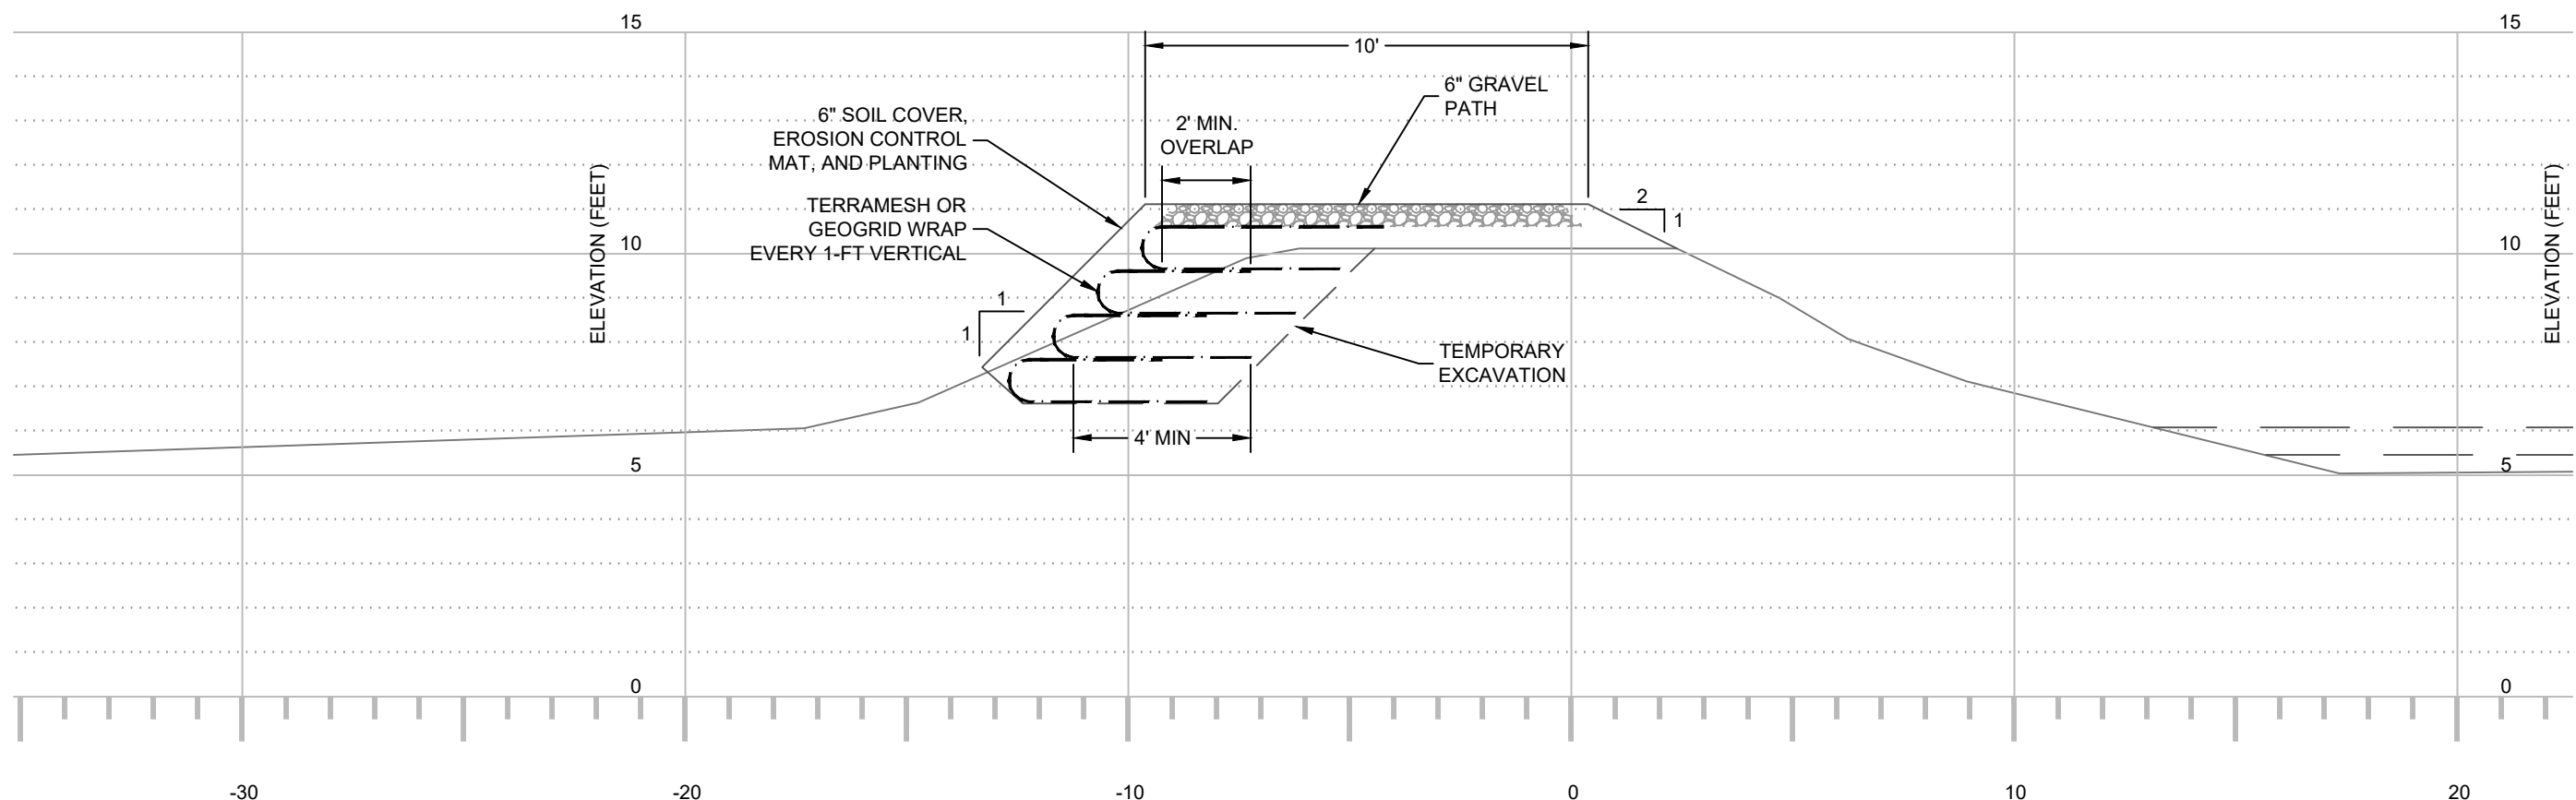 15
15
10'
6" GRAVEL
PATH
6" SOIL COVER,
EROSION CONTROL
MAT, AND PLANTING
2' MIN.
OVERLAP
TERRAMESH OR
GEOGRID WRAP
EVERY 1-FT VERTICAL
2
1
ELEVATION (FEET)
10
10
ELEVATION (FEET)
1
1
TEMPORARY
EXCAVATION
4' MIN
5
5
0
0
-30
-20
-10
0
10
20